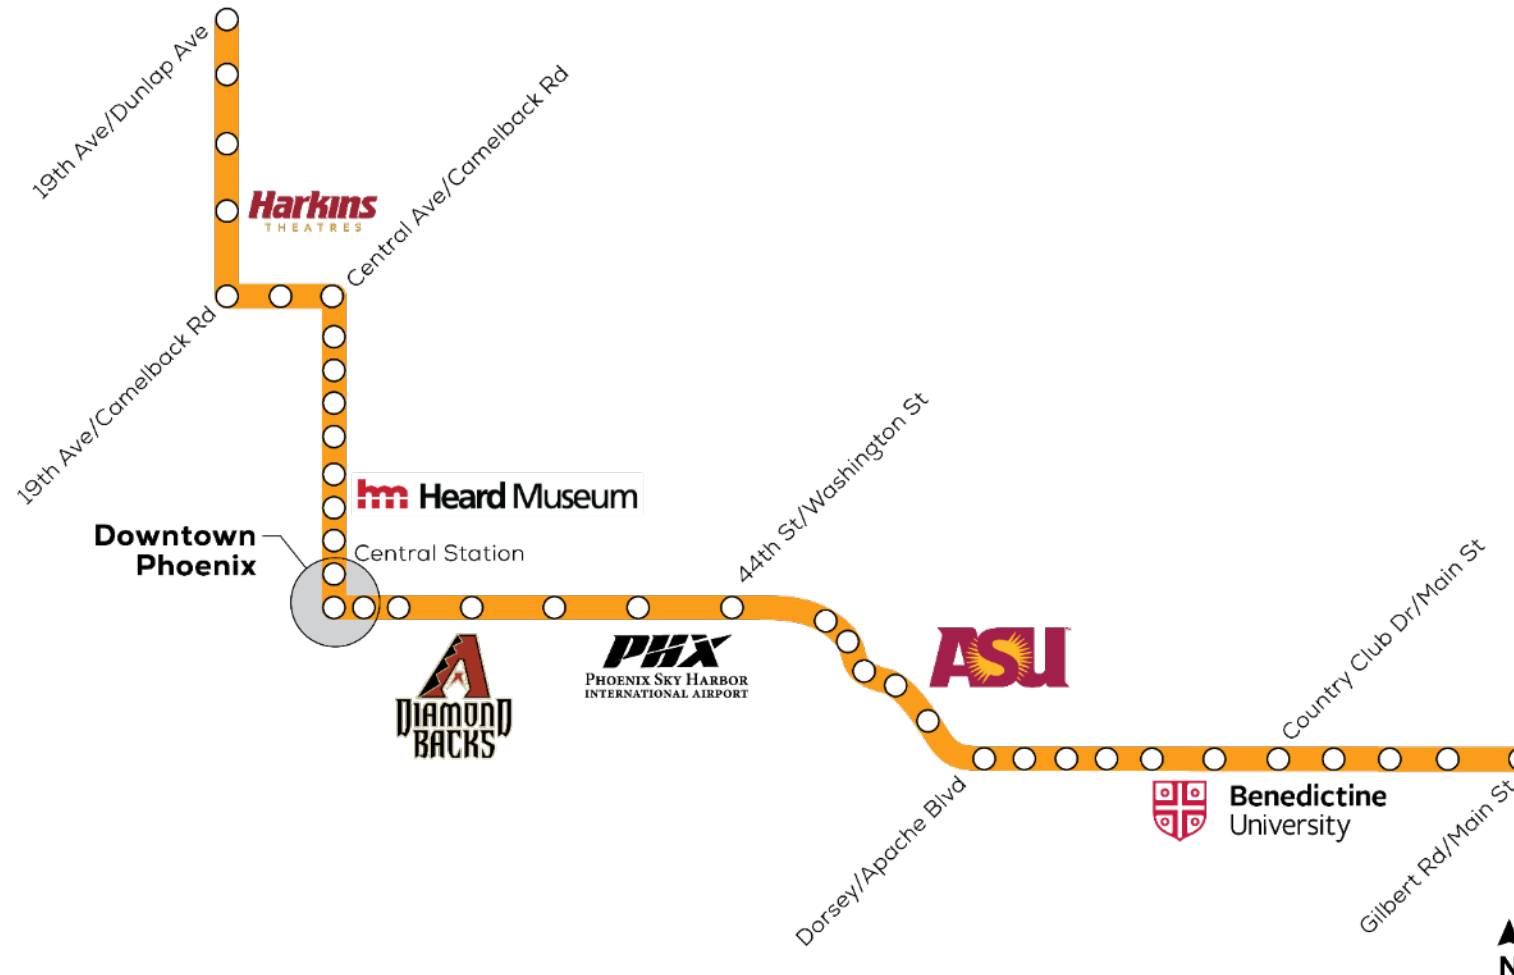 19th Ave/Dunlap Ave
Central Ave/Camelback Rd
Harkins
THEATRES
19th Ave/Camelback Rd
44th St/Washington St
hm Heard Museum
Downtown
Phoenix
Central Station
Country Club Dr/Main St
ASU
PHX
PHOENIX SKY HARBOR
INTERNATIONAL AIRPORT
A
DIAMOND
BACKS
Dorsey/Apache Blvd
Benedictine
University
Gilbert Rd/Main St
N